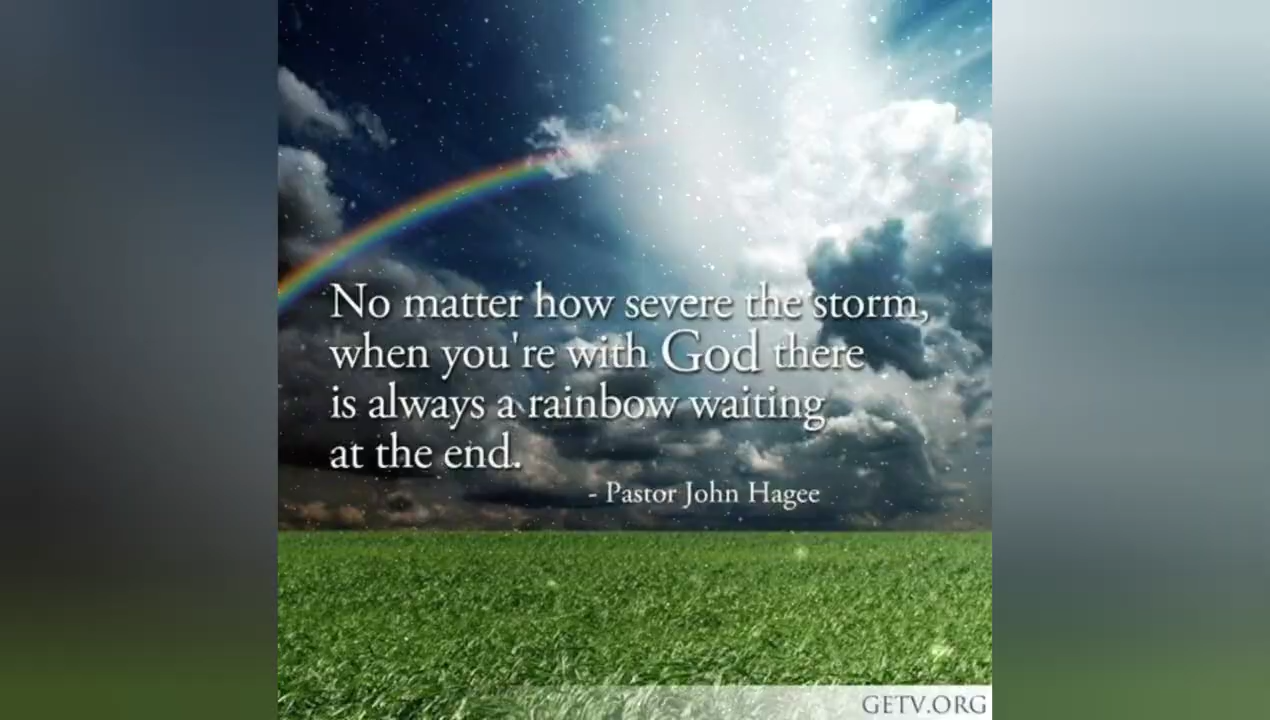 No matter how severe the storm,
when you're with God there
is always a rainbow waiting
at the end.
- Pastor John Hagee
GETV.ORG